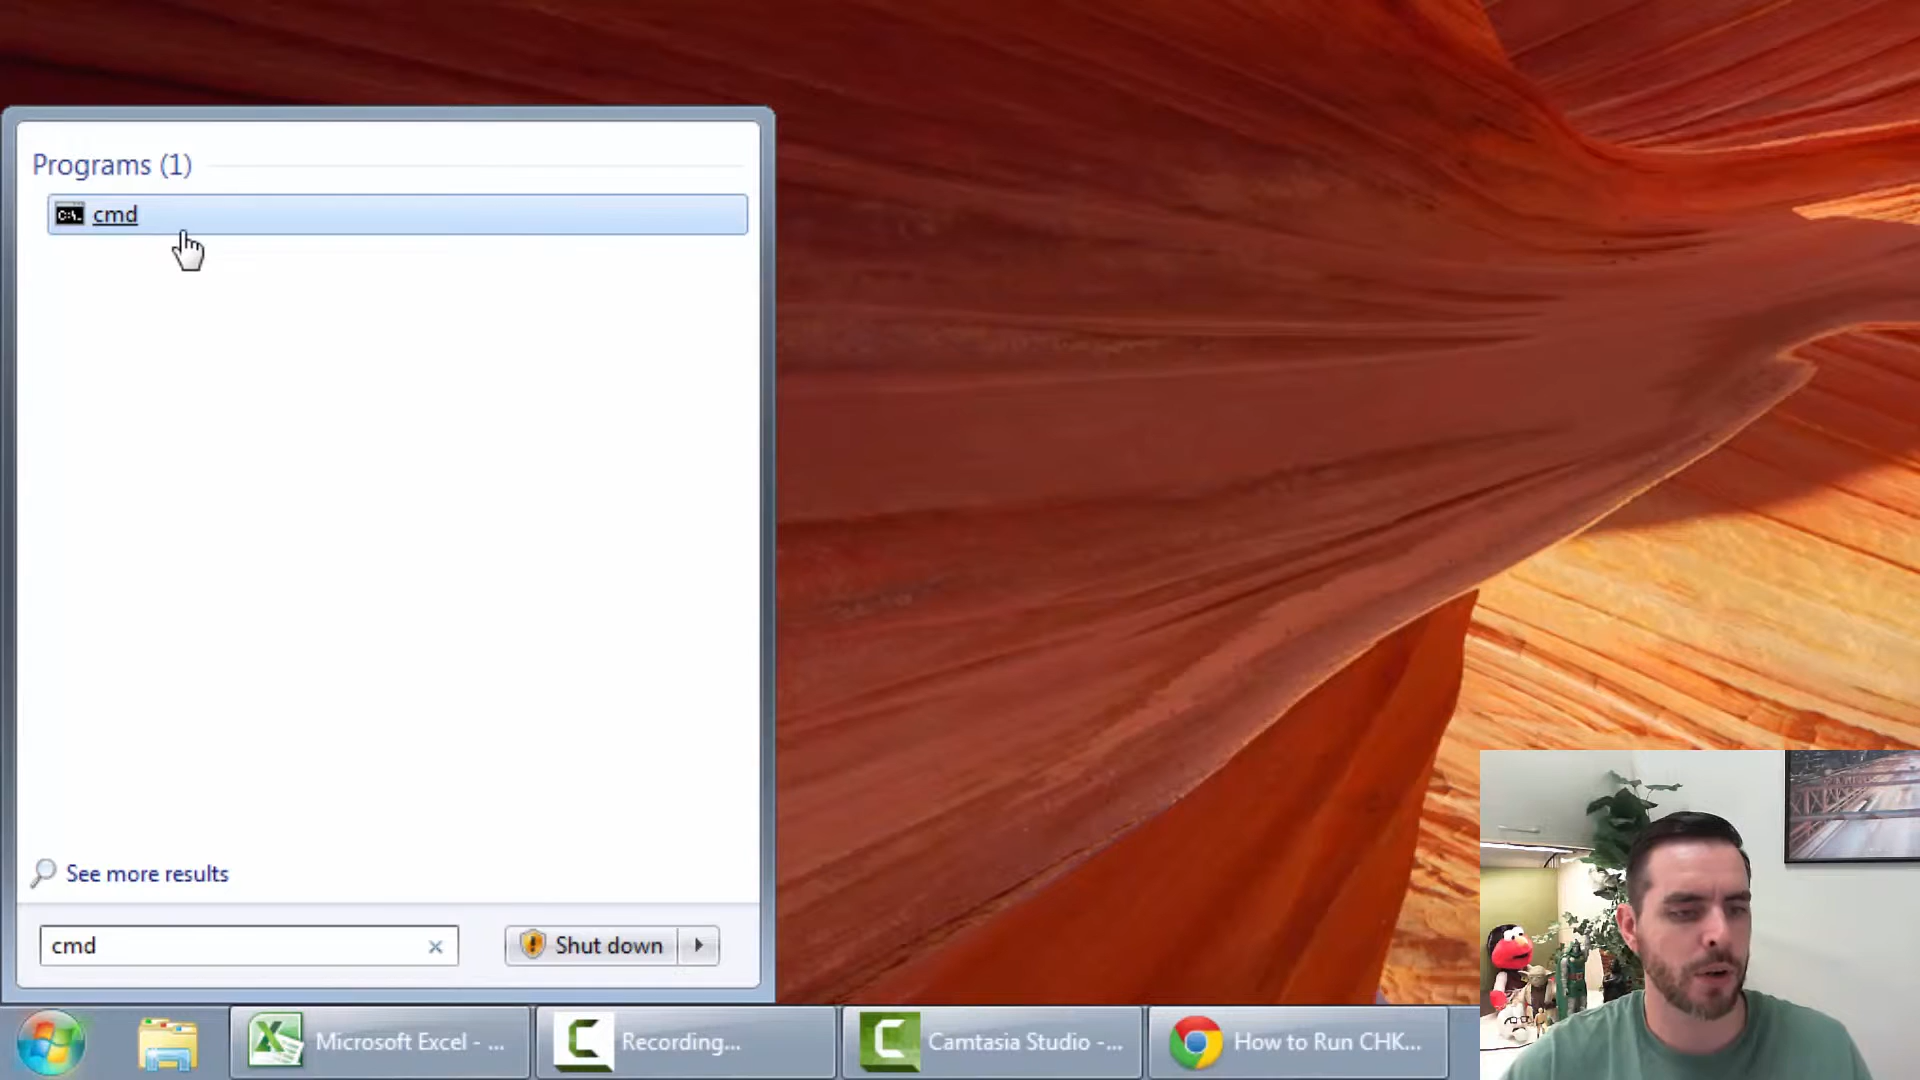 Programs (1)
C:\.
cmd
See more results
cmd
Shut down
Microsoft Excel - ...
Recording...
Camtasia Studio -...
How to Run CHK...